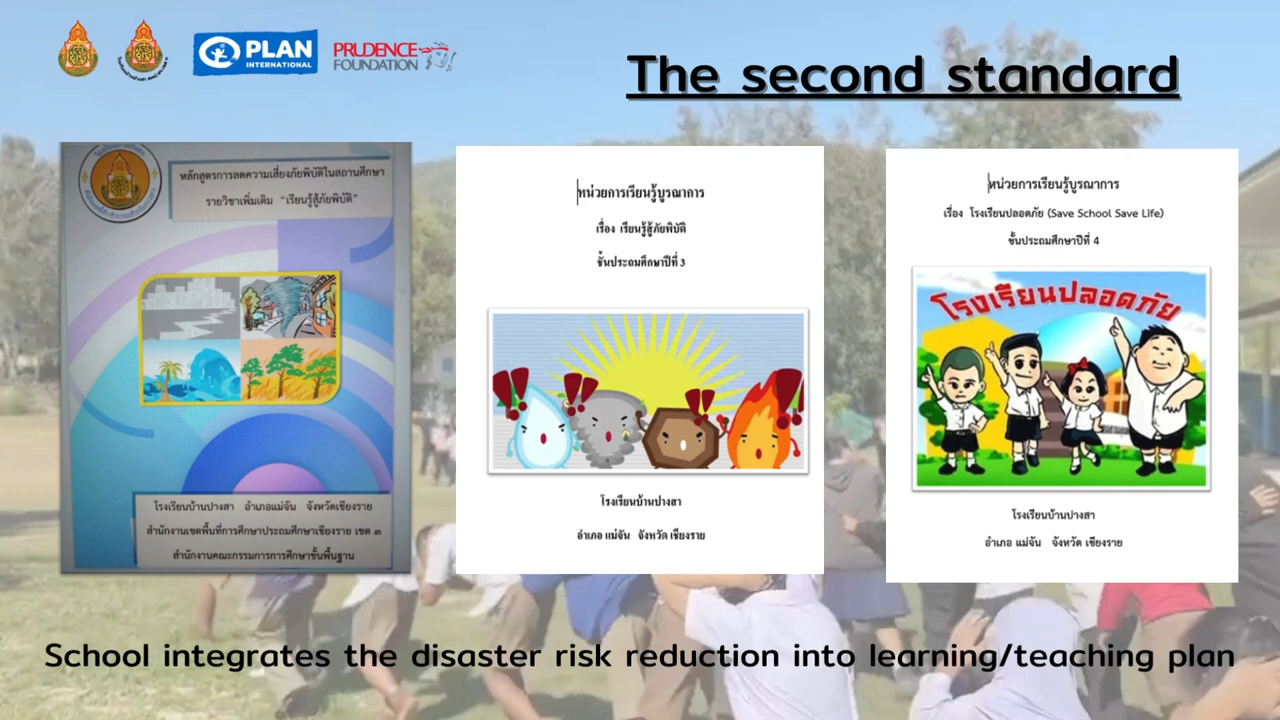 PLAN
INTERNATIONAL
PRUDENCE
FOUNDATION
The second standard
หลักสูตรการลดความเสี่ยงภัยพิบัติในสถานศึกษา
รายวิชาเพิ่มเติม "เรียนรู้สู้ภัยพิบัติ"
โรงเรียนบ้านปางสา อำเภอแม่จัน จังหวัดเชียงราย
สำนักงานเขตพื้นที่การศึกษาประถมศึกษาเชียงราย เขต ๓
สำนักงานคณะกรรมการการศึกษาขั้นพื้นฐาน
หน่วยการเรียนรู้บูรณาการ
เรื่อง เรียนรู้สู้ภัยพิบัติ
ชั้นประถมศึกษาปีที่ 3
โรงเรียนบ้านปางสา
อำเภอ แม่จัน จังหวัด เชียงราย
หน่วยการเรียนรู้บูรณาการ
เรื่อง โรงเรียนปลอดภัย (Save School Save Life)
ชั้นประถมศึกษาปีที่ 4
โรงเรียนปลอดภัย
โรงเรียนบ้านปางสา
อำเภอ แม่จัน จังหวัด เชียงราย
School integrates the disaster risk reduction into learning/teaching plan